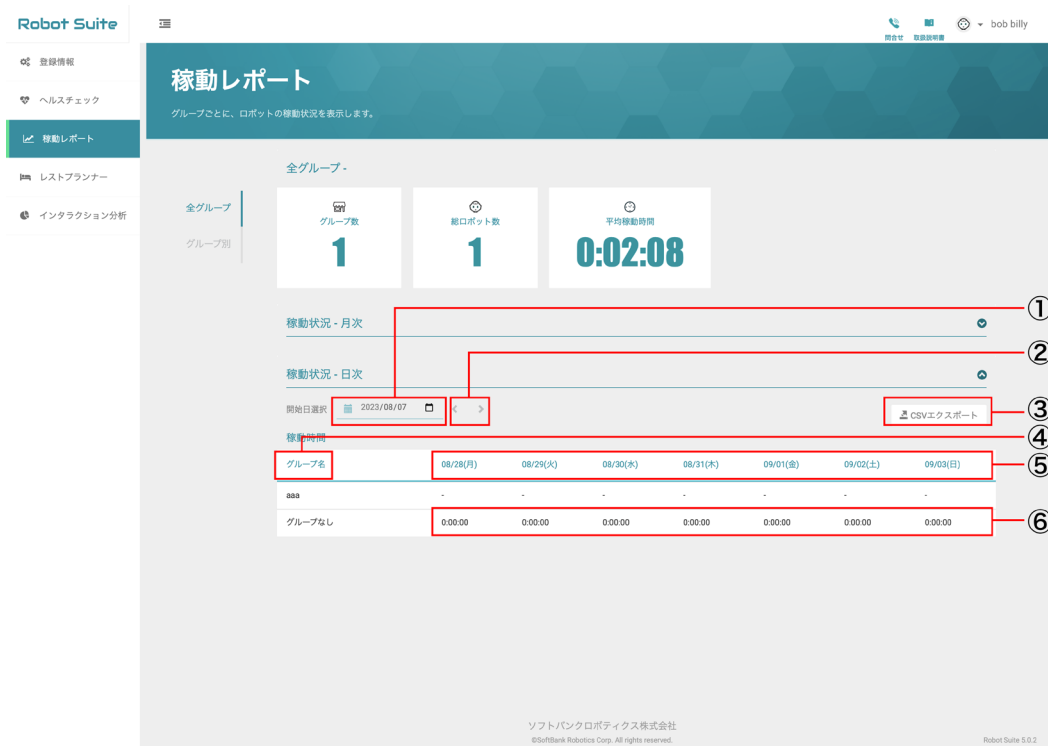 Robot Suite
問合せ
取扱説明書
bob billy
登録情報
ヘルスチェック
稼動レポート
レストプランナー
インタラクション分析
稼動レポート
グループごとに、ロボットの稼動状況を表示します。
全グループ -
全グループ
グループ別
グループ数
1
総ロボット数
1
平均稼動時間
0:02:08
稼動状況 - 月次
①
稼動状況 - 日次
②
開始日選択 2023/08/07 < >
CSVエクスポート
③
稼動時間
④
グループ名 08/28(月) 08/29(火) 08/30(水) 08/31(木) 09/01(金) 09/02(土) 09/03(日)
⑤
aaa - - - - - - -
グループなし 0:00:00 0:00:00 0:00:00 0:00:00 0:00:00 0:00:00 0:00:00
⑥
ソフトバンクロボティクス株式会社
©SoftBank Robotics Corp. All rights reserved.
Robot Suite 5.0.2